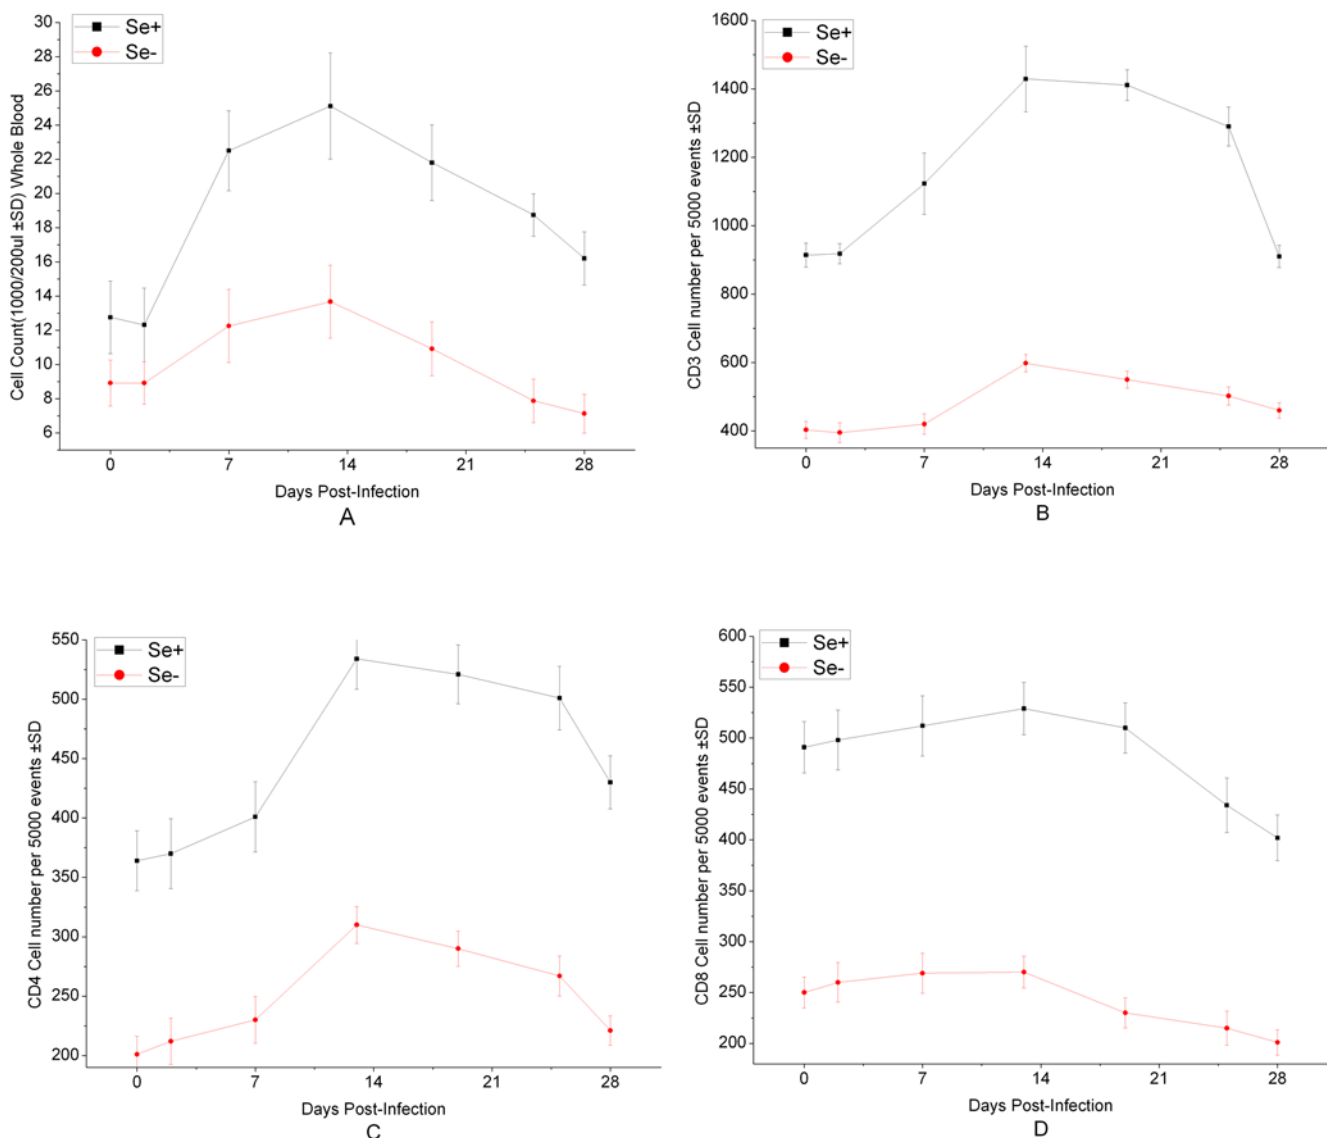 Se+
Se-
30
28
26
24
22
20
18
16
14
12
10
8
6
Cell Count(1000/200ul ±SD) Whole Blood
0 7 14 21 28
Days Post-Infection
A
Se+
Se-
1600
1400
1200
1000
800
600
400
CD3 Cell number per 5000 events ±SD
0 7 14 21 28
Days Post-Infection
B
Se+
Se-
550
500
450
400
350
300
250
200
CD4 Cell number per 5000 events ±SD
0 7 14 21 28
Days Post-Infection
C
Se+
Se-
600
550
500
450
400
350
300
250
200
CD8 Cell number per 5000 events ±SD
0 7 14 21 28
Days Post-Infection
D